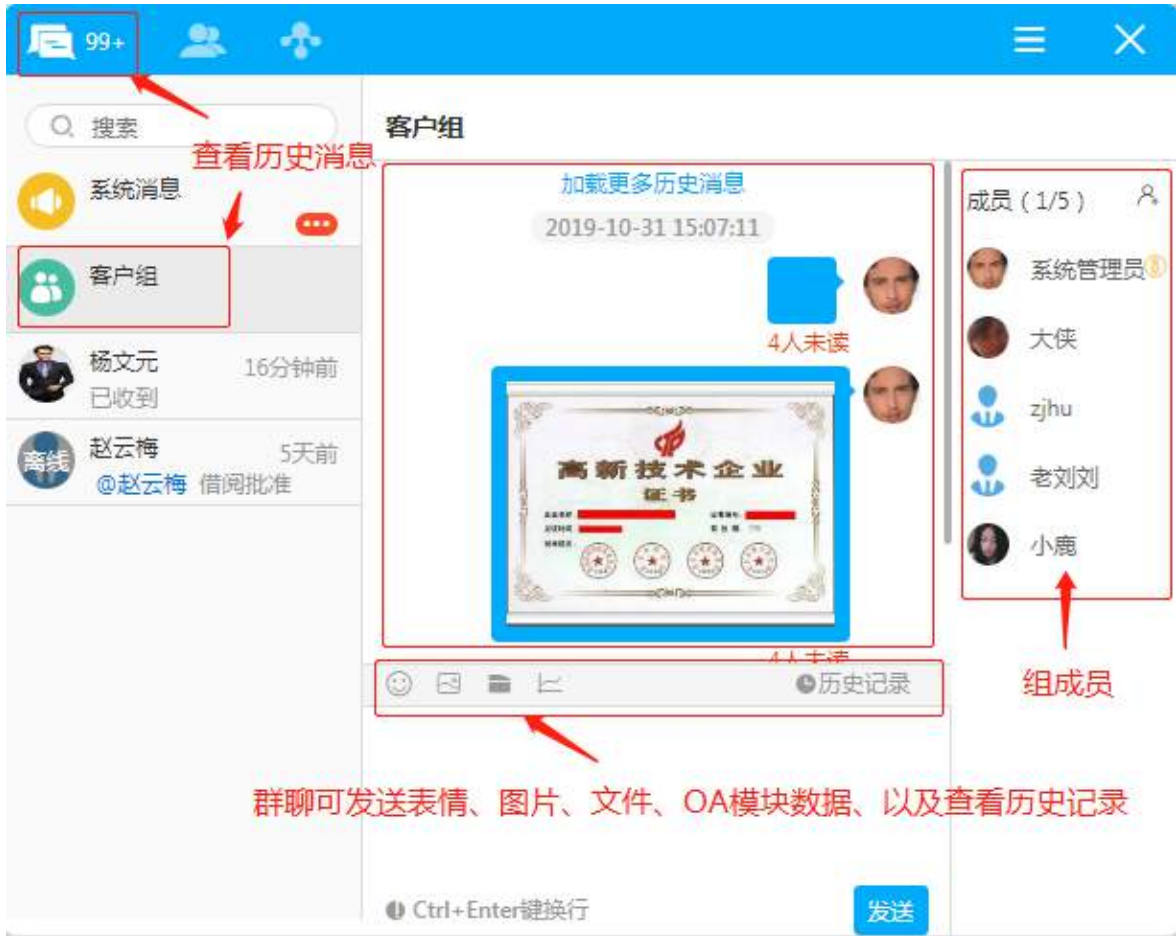 99+
搜索
查看历史消息
系统消息
客户组
杨文元
16分钟前
已收到
离线
赵云梅
5天前
@赵云梅 借阅批准
客户组
加载更多历史消息
2019-10-31 15:07:11
4人未读
高新技术企业
证书
4人未读
历史记录
成员(1/5)
系统管理员
大侠
zjhu
老刘刘
小鹿
组成员
群聊可发送表情、图片、文件、OA模块数据、以及查看历史记录
Ctrl+Enter键换行
发送